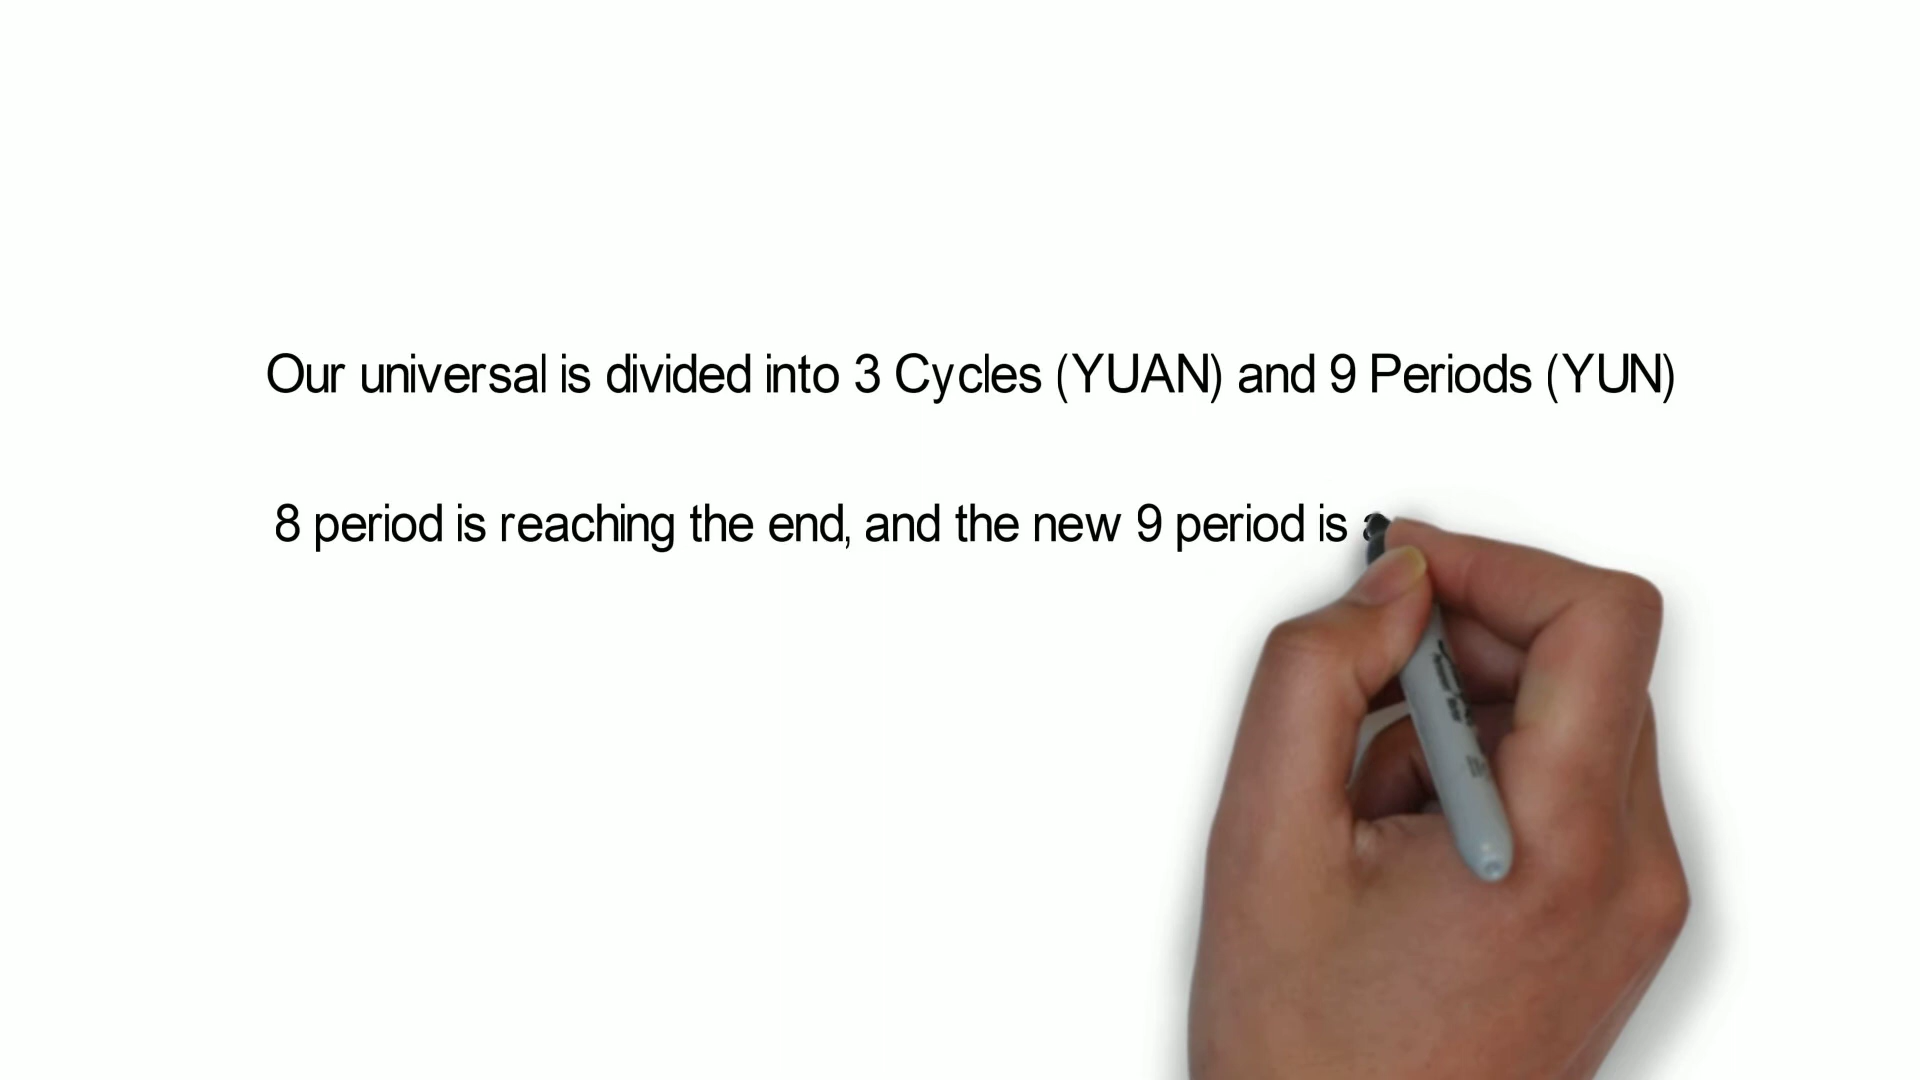 Our universal is divided into 3 Cycles (YUAN) and 9 Periods (YUN)
8 period is reaching the end, and the new 9 period is